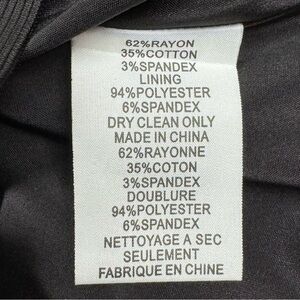 62%RAYON
35%COTTON
3%SPANDEX
LINING
94%POLYESTER
6%SPANDEX
DRY CLEAN ONLY
MADE IN CHINA
62%RAYONNE
35%COTON
3%SPANDEX
DOUBLURE
94%POLYESTER
6%SPANDEX
NETTOYAGE A SEC
SEULEMENT
FABRIQUE EN CHINE